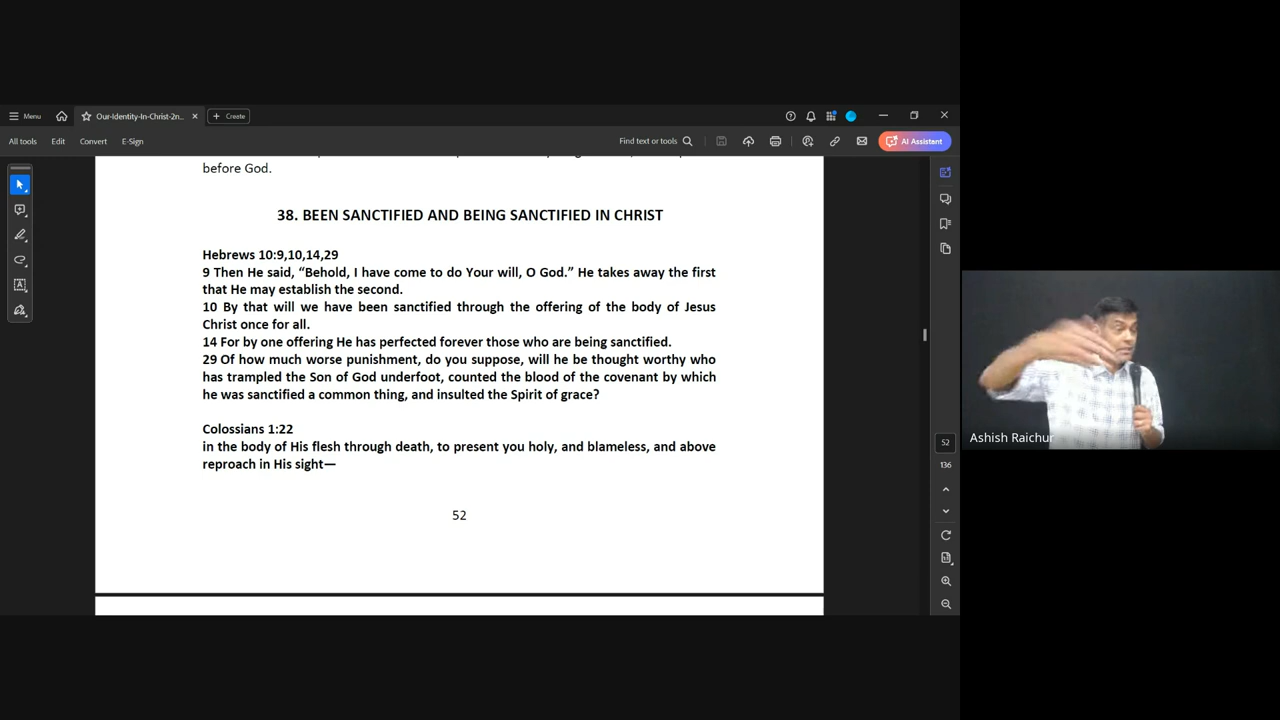 Menu
Our-Identity-In-Christ-2n...
Create
All tools
Edit
Convert
E-Sign
Find text or tools
AI Assistant
before God.
38. BEEN SANCTIFIED AND BEING SANCTIFIED IN CHRIST
Hebrews 10:9,10,14,29
9 Then He said, “Behold, I have come to do Your will, O God.” He takes away the first
that He may establish the second.
10 By that will we have been sanctified through the offering of the body of Jesus
Christ once for all.
14 For by one offering He has perfected forever those who are being sanctified.
29 Of how much worse punishment, do you suppose, will he be thought worthy who
has trampled the Son of God underfoot, counted the blood of the covenant by which
he was sanctified a common thing, and insulted the Spirit of grace?
Colossians 1:22
in the body of His flesh through death, to present you holy, and blameless, and above
reproach in His sight—
52
52
136
Ashish Raichur